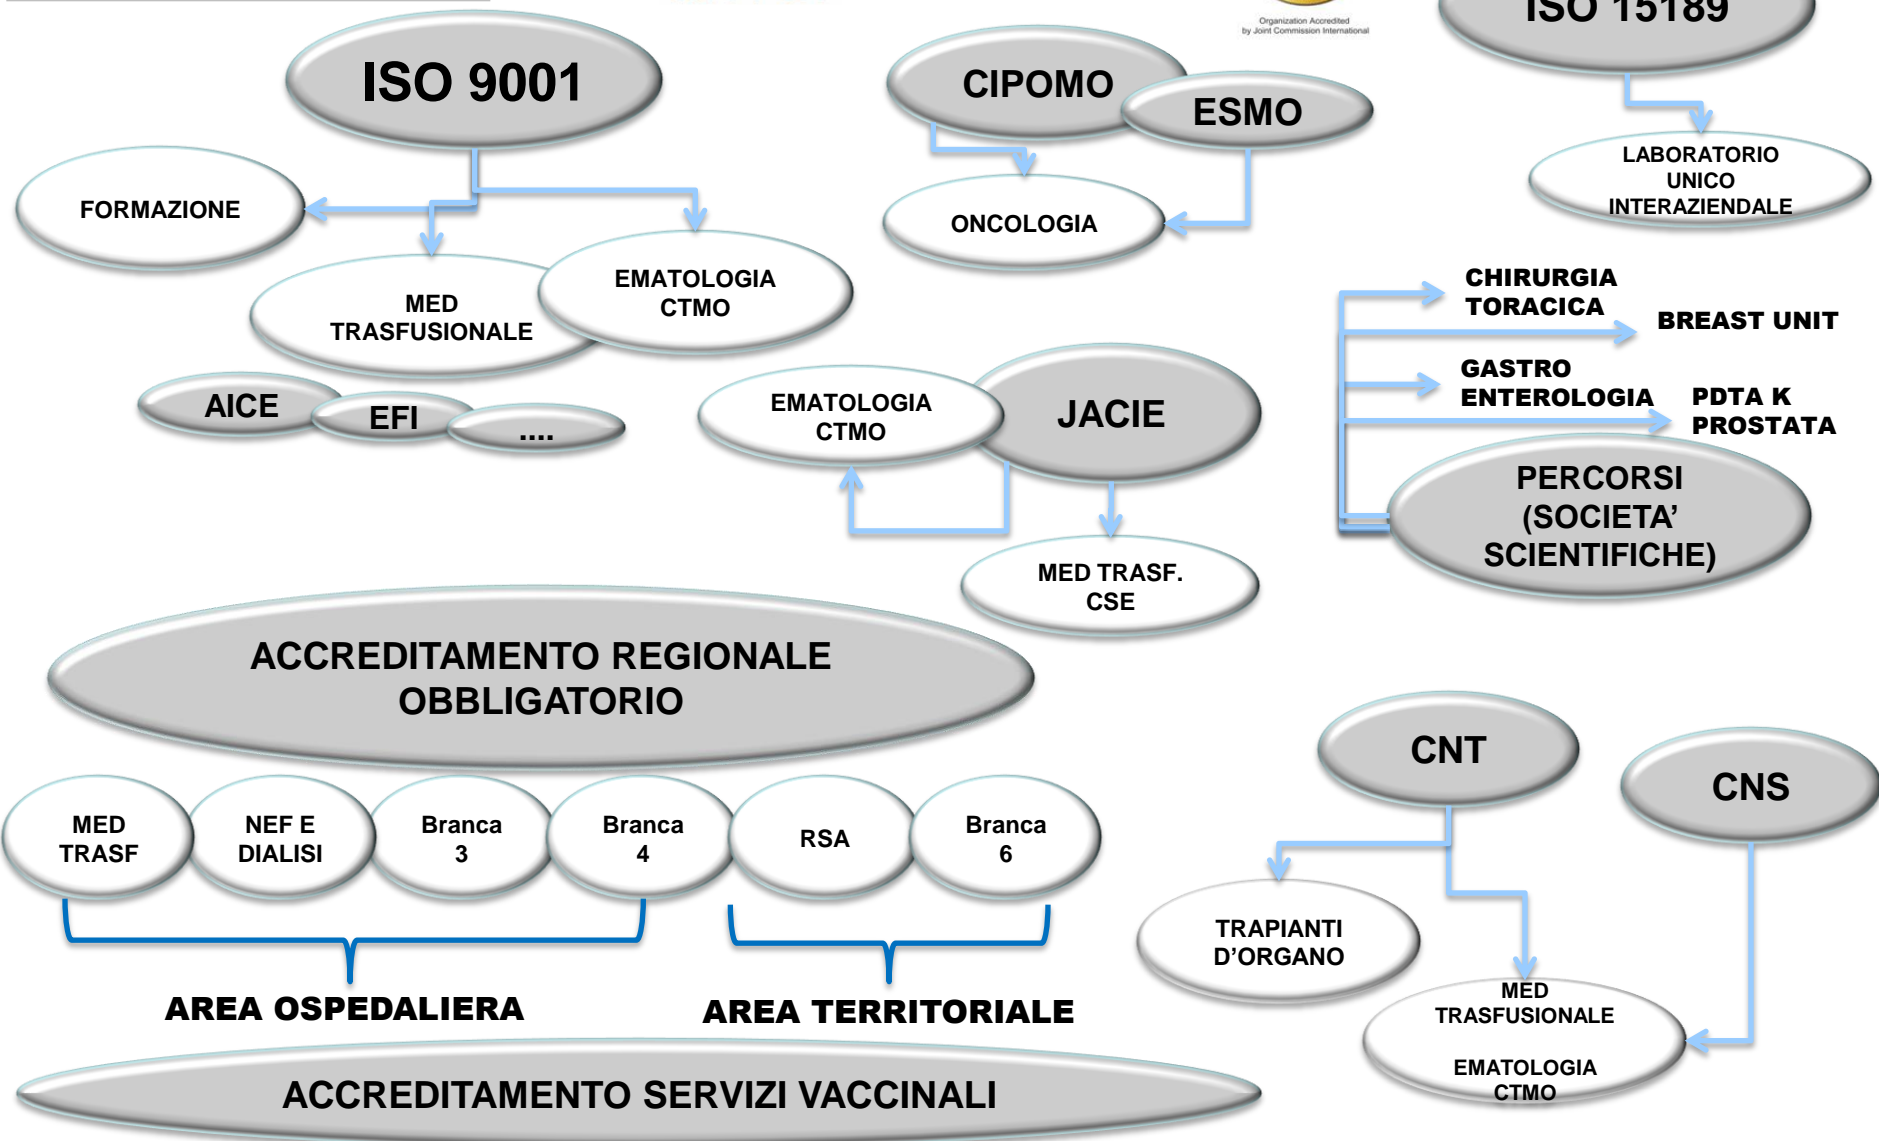 Organization Accredited
by Joint Commission International
ISO 15189
ISO 9001
CIPOMO
ESMO
LABORATORIO
UNICO
INTERAZIENDALE
FORMAZIONE
ONCOLOGIA
MED
TRASFUSIONALE
EMATOLOGIA
CTMO
CHIRURGIA
TORACICA
BREAST UNIT
GASTRO
ENTEROLOGIA
PDTA K
PROSTATA
AICE
EFI
....
EMATOLOGIA
CTMO
JACIE
PERCORSI
(SOCIETA’
SCIENTIFICHE)
MED TRASF.
CSE
ACCREDITAMENTO REGIONALE
OBBLIGATORIO
CNT
CNS
MED
TRASF
NEF E
DIALISI
Branca
3
Branca
4
RSA
Branca
6
TRAPIANTI
D’ORGANO
AREA OSPEDALIERA
AREA TERRITORIALE
MED
TRASFUSIONALE
EMATOLOGIA
CTMO
ACCREDITAMENTO SERVIZI VACCINALI